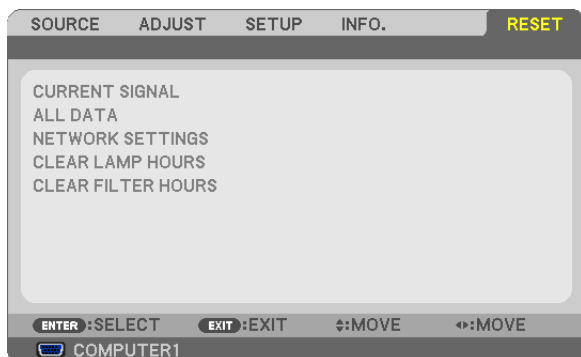 SOURCE ADJUST SETUP INFO. RESET
CURRENT SIGNAL
ALL DATA
NETWORK SETTINGS
CLEAR LAMP HOURS
CLEAR FILTER HOURS
ENTER :SELECT EXIT :EXIT :MOVE :MOVE
COMPUTER1